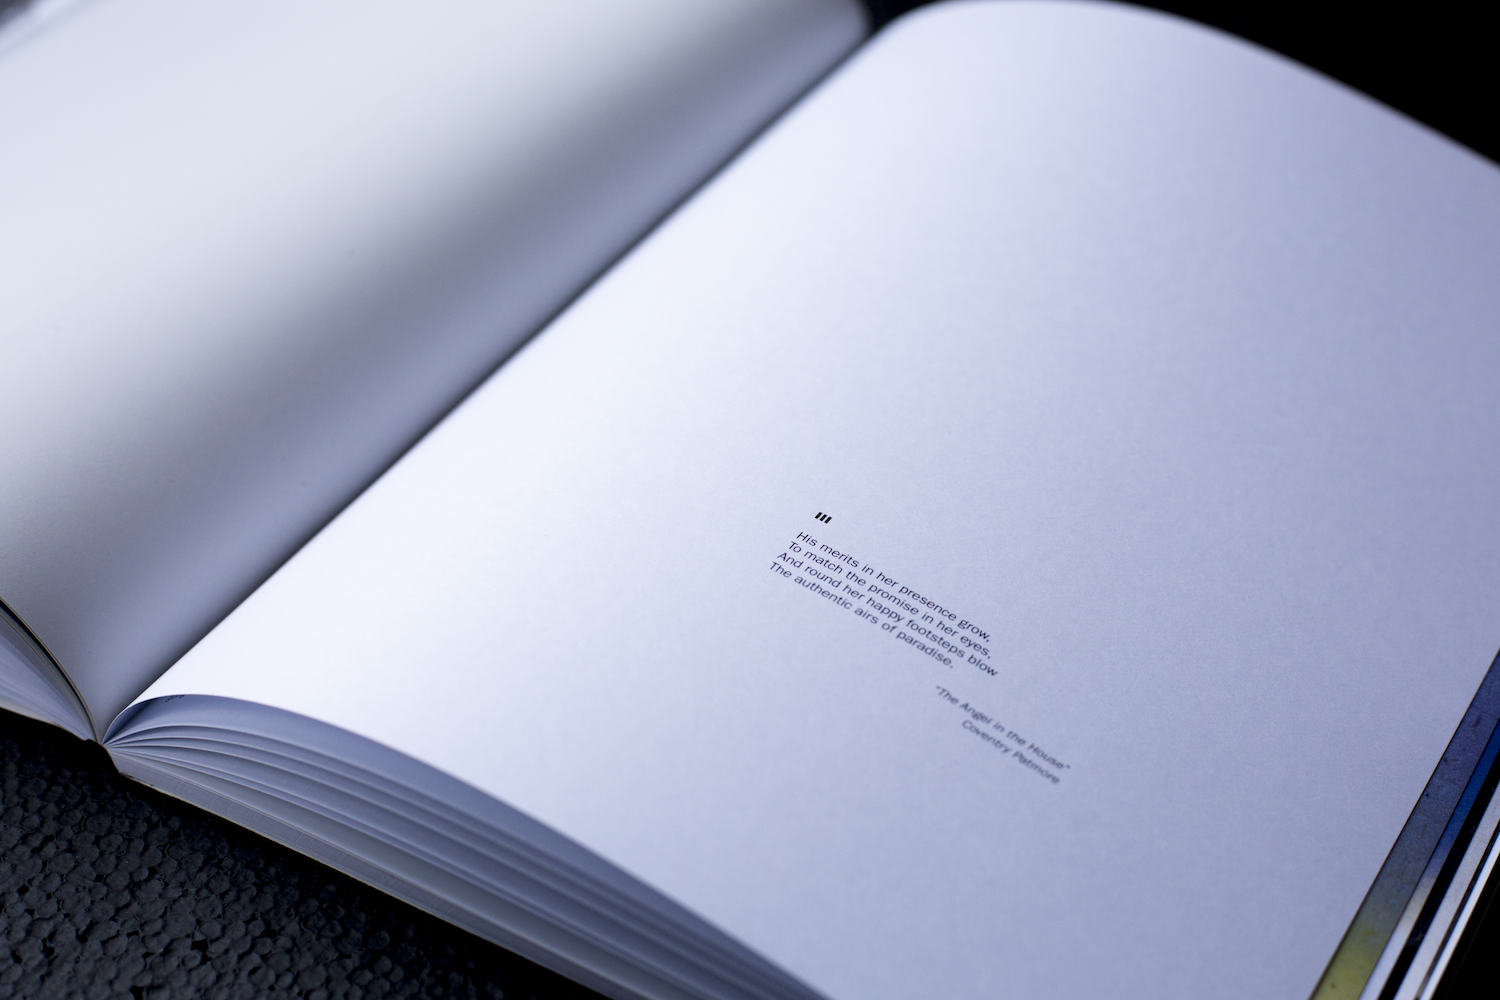 His merits in her presence grow,
To match the promise in her eyes,
And round her happy footsteps blow
The authentic airs of paradise.
"The Angel in the House"
Coventry Patmore